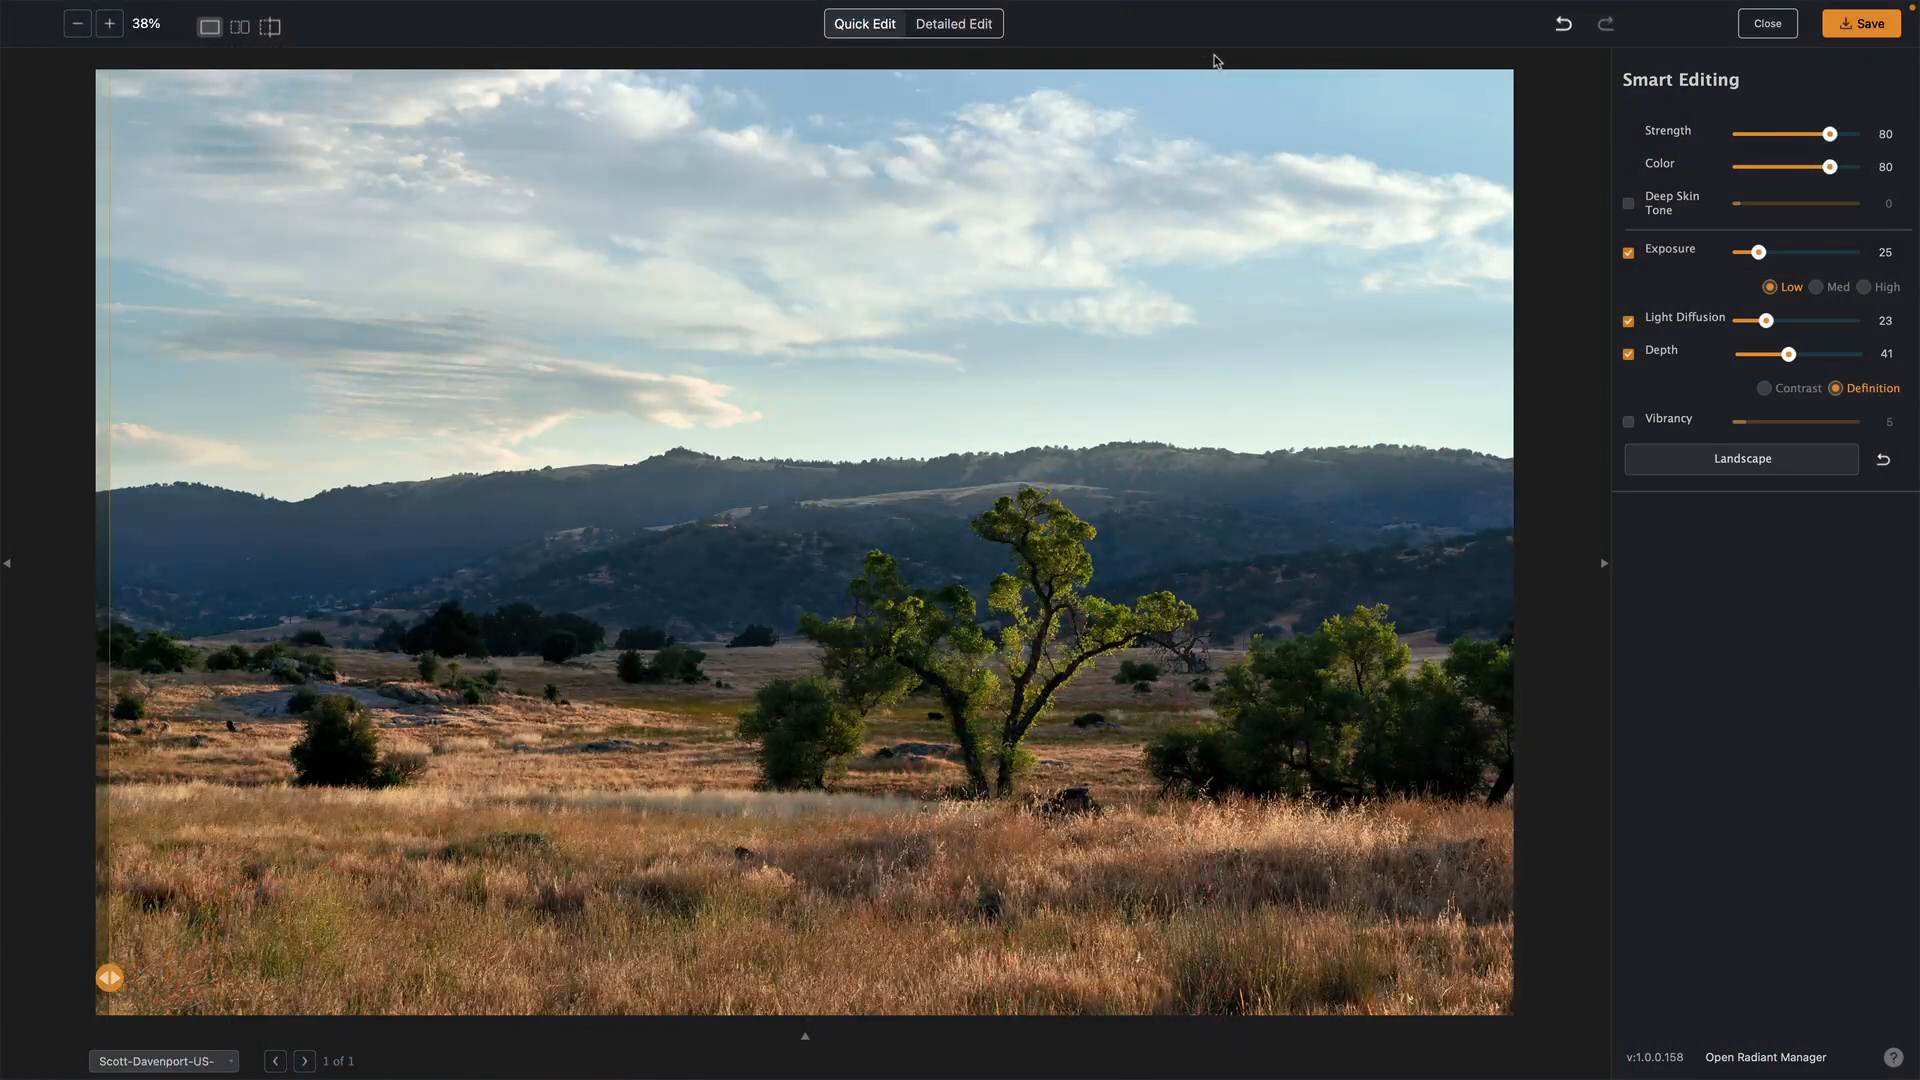 38%
Quick Edit Detailed Edit
Close
Save
Smart Editing
Strength 80
Color 80
Deep Skin
Tone 0
Exposure 25
Low Med High
Light Diffusion 23
Depth 41
Contrast Definition
Vibrancy 5
Landscape
Scott-Davenport-US-
1 of 1
v:1.0.0.158 Open Radiant Manager ?